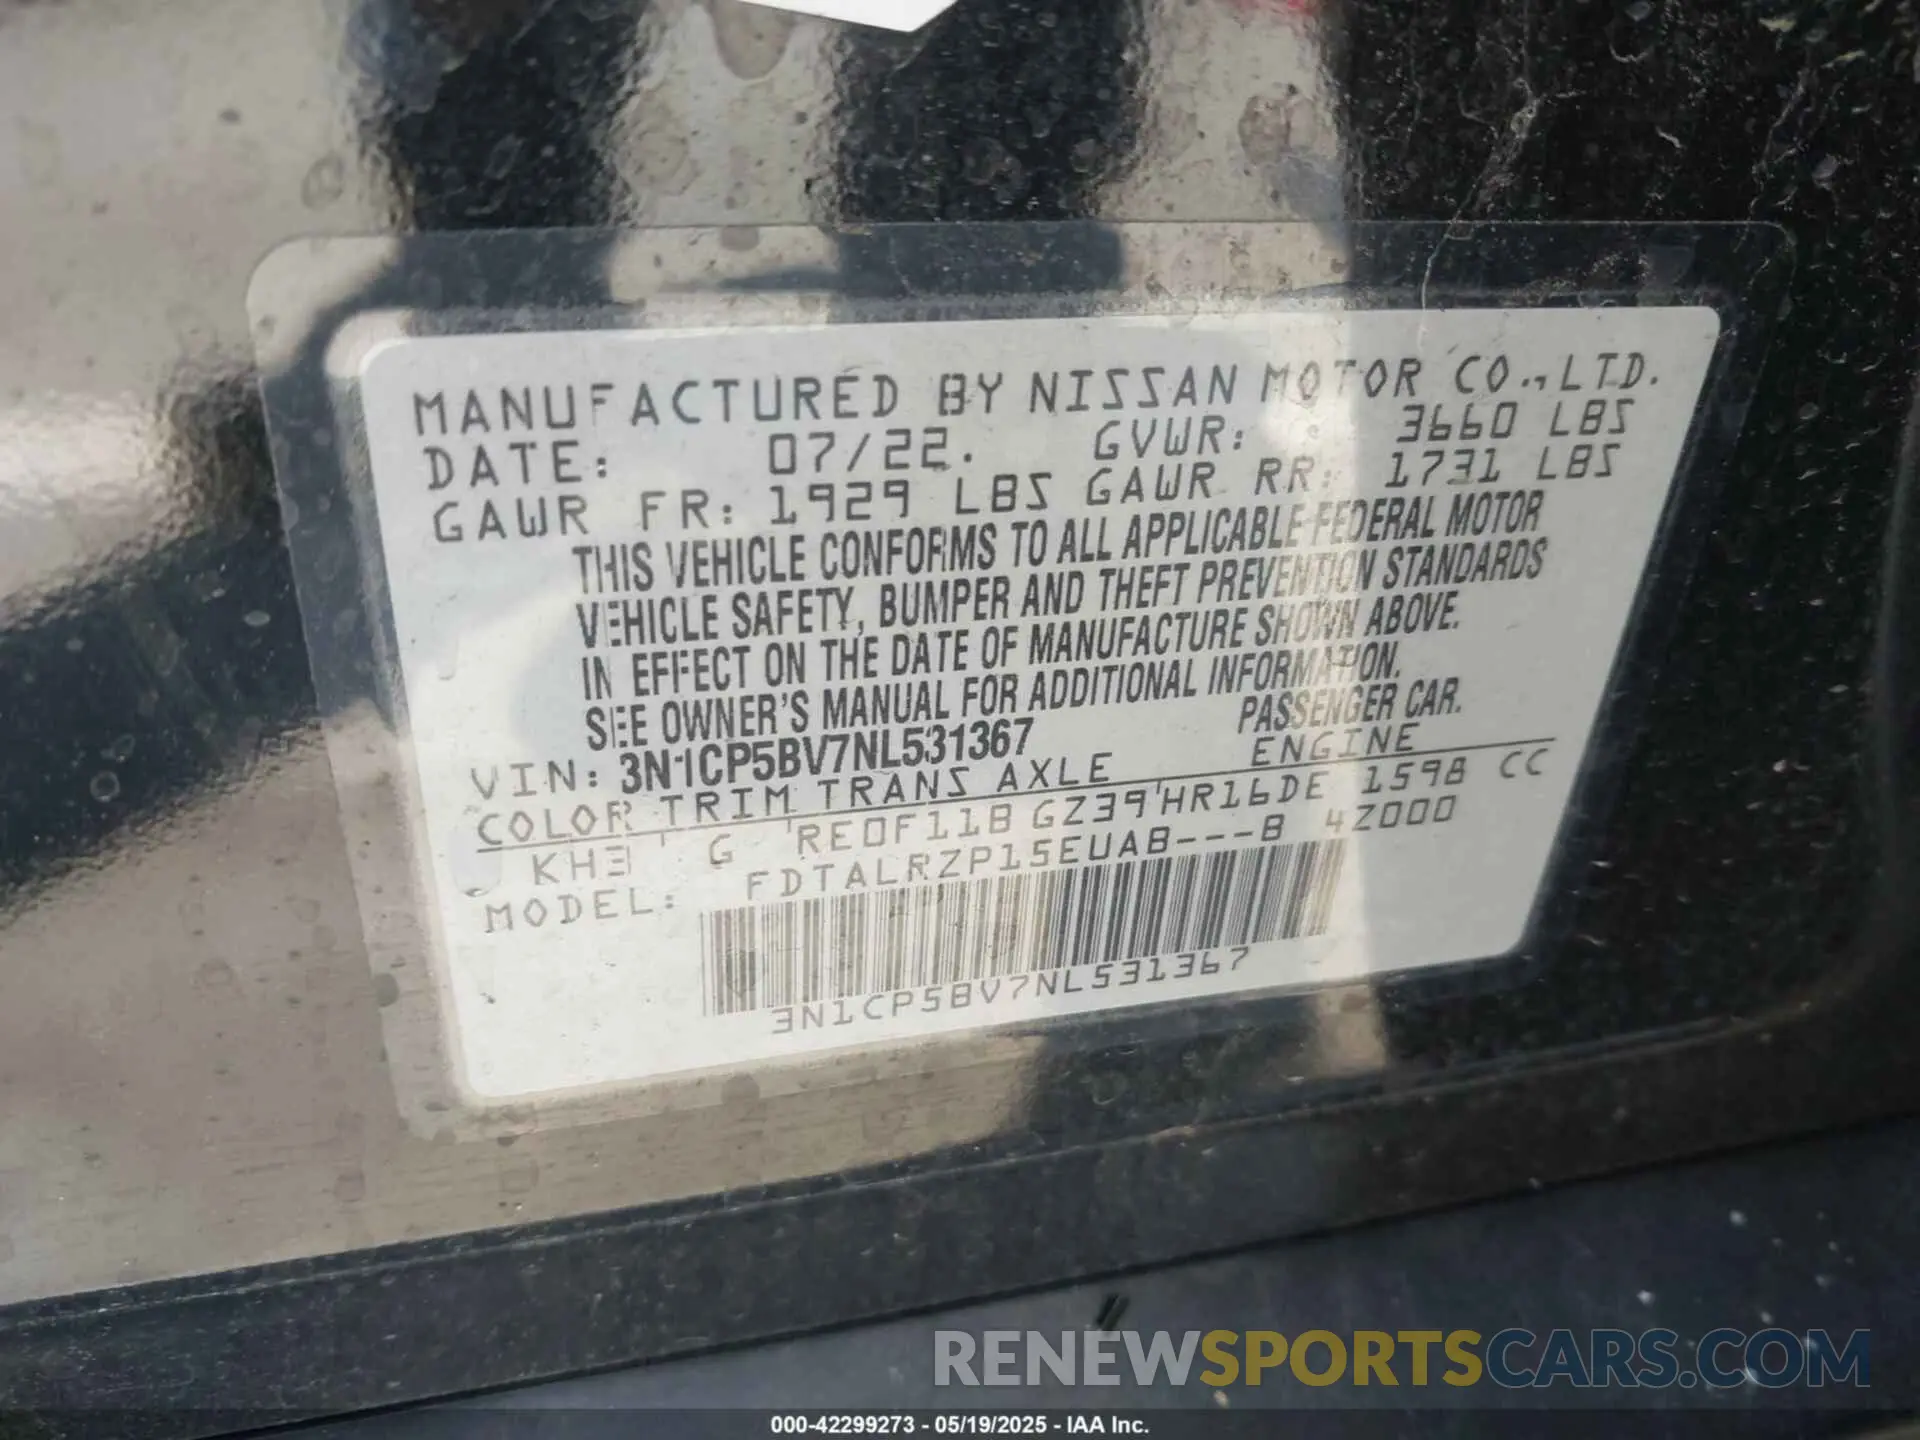 MANUFACTURED BY NISSAN MOTOR CO.,LTD.
DATE: 07/22. GVWR: 3660 LBS
GAWR FR: 1929 LBS GAWR RR: 1731 LBS
THIS VEHICLE CONFORMS TO ALL APPLICABLE FEDERAL MOTOR
VEHICLE SAFETY, BUMPER AND THEFT PREVENTION STANDARDS
IN EFFECT ON THE DATE OF MANUFACTURE SHOWN ABOVE.
SEE OWNER'S MANUAL FOR ADDITIONAL INFORMATION.
VIN: 3N1CP5BV7NL531367 PASSENGER CAR.
COLOR TRIM TRANS AXLE ENGINE
KH3 G RE0F11B GZ39 HR16DE 1598 CC
MODEL: FDTALRZP15EUAB---B 4Z000
3N1CP5BV7NL531367
RENEWSPORTSCARS.COM
000-42299273 - 05/19/2025 - IAA Inc.